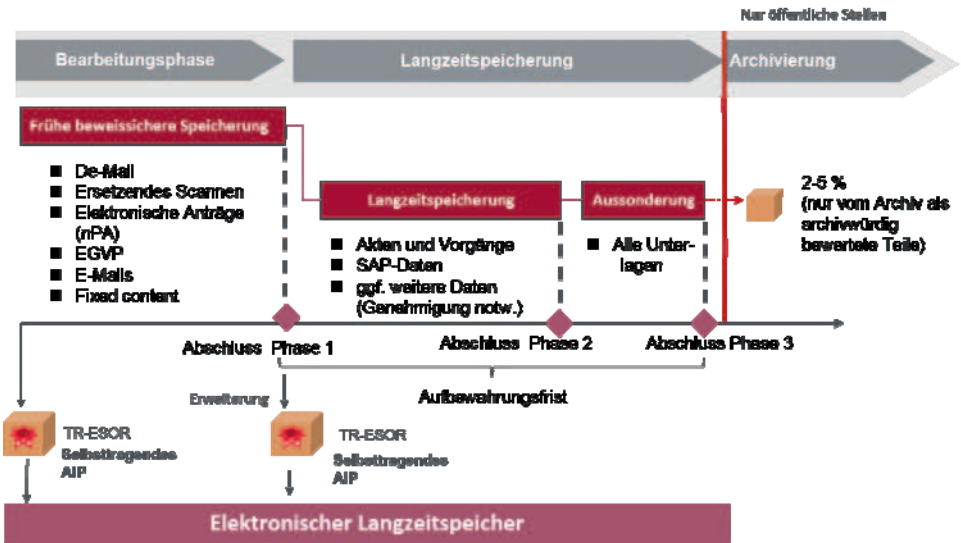 Nur öffentliche Stellen
Bearbeitungsphase
Langzeitspeicherung
Archivierung
Frühe beweissichere Speicherung
De-Mail
Ersetzendes Scannen
Elektronische Anträge
(nPA)
EGVP
E-Mails
Fixed content
Langzeitspeicherung
Akten und Vorgänge
SAP-Daten
ggf. weitere Daten
(Genehmigung notw.)
Aussonderung
Alle Unter-
lagen
2-5 %
(nur vom Archiv als
archivwürdig
bewertete Teile)
Abschluss Phase 1
Abschluss Phase 2
Abschluss Phase 3
Erweiterung
Aufbewahrungsfrist
TR-ESOR
Selbsttragendes
AIP
TR-ESOR
Selbsttragendes
AIP
Elektronischer Langzeitspeicher